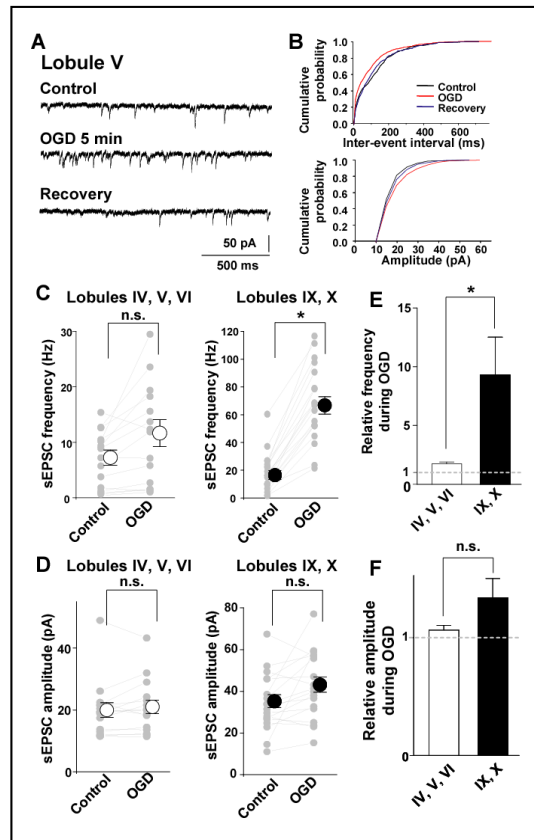 A
Lobule V
Control
OGD 5 min
Recovery
50 pA
500 ms
B
Cumulative
probability
1.0
0.8
0.6
0.4
0.2
0.0
Control
OGD
Recovery
0 200 400 600
Inter-event interval (ms)
Cumulative
probability
1.0
0.8
0.6
0.4
0.2
0.0
0 10 20 30 40 50 60
Amplitude (pA)
C
Lobules IV, V, VI
n.s.
sEPSC frequency (Hz)
30
20
10
0
Control
OGD
Lobules IX, X
*
sEPSC frequency (Hz)
120
100
80
60
40
20
0
Control
OGD
D
Lobules IV, V, VI
n.s.
sEPSC amplitude (pA)
40
20
0
Control
OGD
Lobules IX, X
n.s.
sEPSC amplitude (pA)
80
60
40
20
0
Control
OGD
E
*
Relative frequency
during OGD
15
10
5
1
0
IV, V, VI
IX, X
F
n.s.
Relative amplitude
during OGD
1
0
IV, V, VI
IX, X